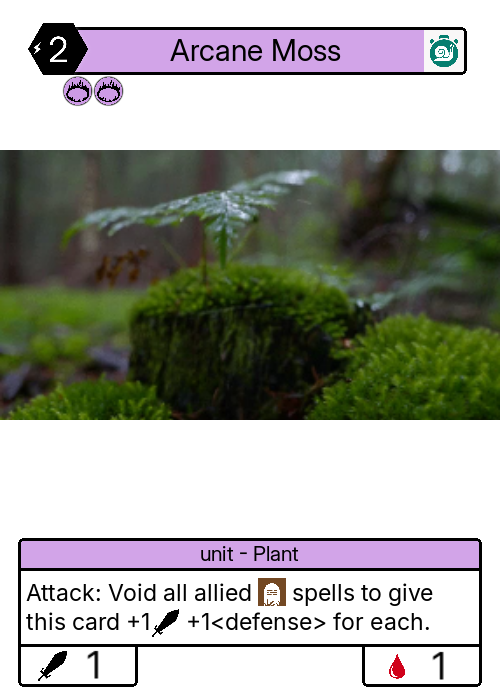 2
Arcane Moss
unit - Plant
Attack: Void all allied spells to give
this card +1 +1<defense> for each.
1
1